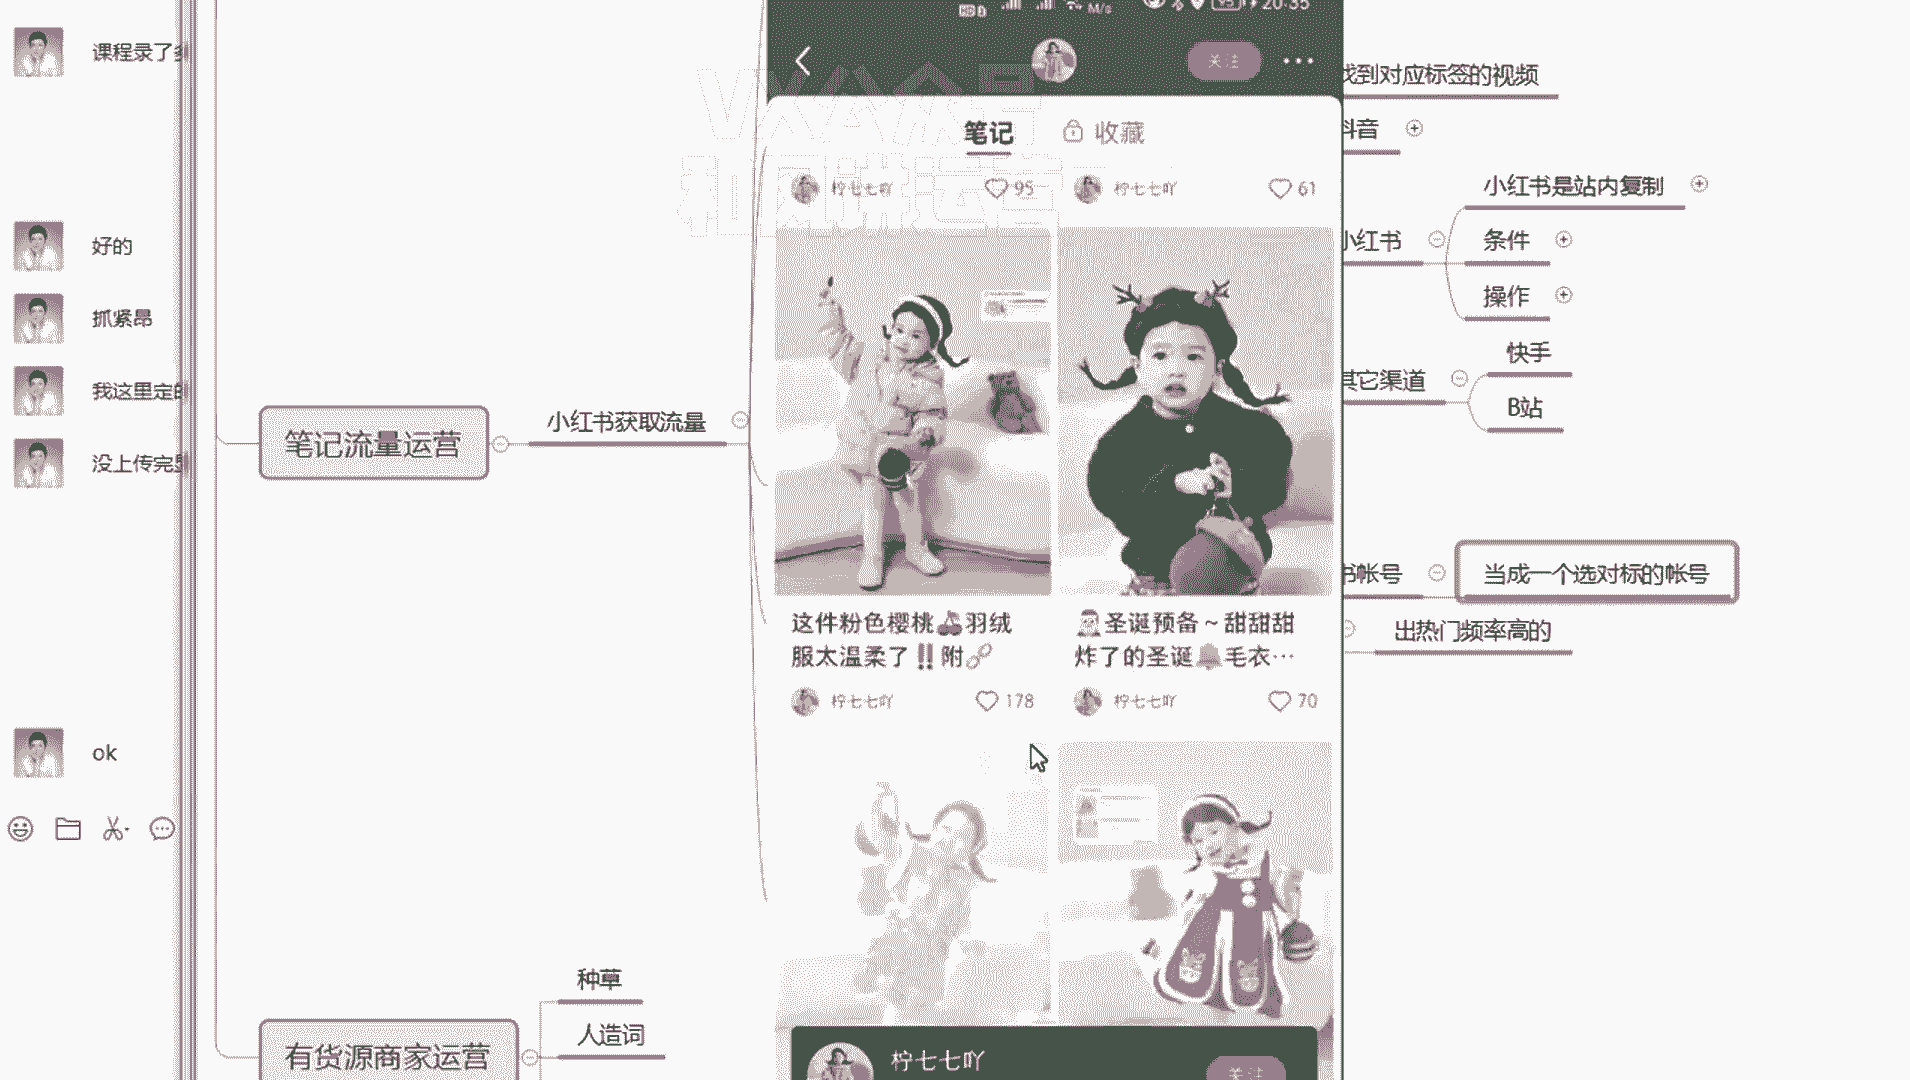 课程录了
好的
抓紧昂
我这里定的
没上传完
ok
笔记流量运营
小红书获取流量
有货源商家运营
种草
人造词
M/s
20:35
关注
笔记
收藏
柠七七吖
95
柠七七吖
61
这件粉色樱桃🍒羽绒
服太温柔了‼️附🔗
🎅圣诞预备~甜甜甜
炸了的圣诞🔔毛衣…
柠七七吖
178
柠七七吖
70
柠七七吖
关注
找到对应标签的视频
抖音
小红书
小红书是站内复制
条件
操作
其它渠道
快手
B站
书帐号
当成一个选对标的帐号
出热门频率高的